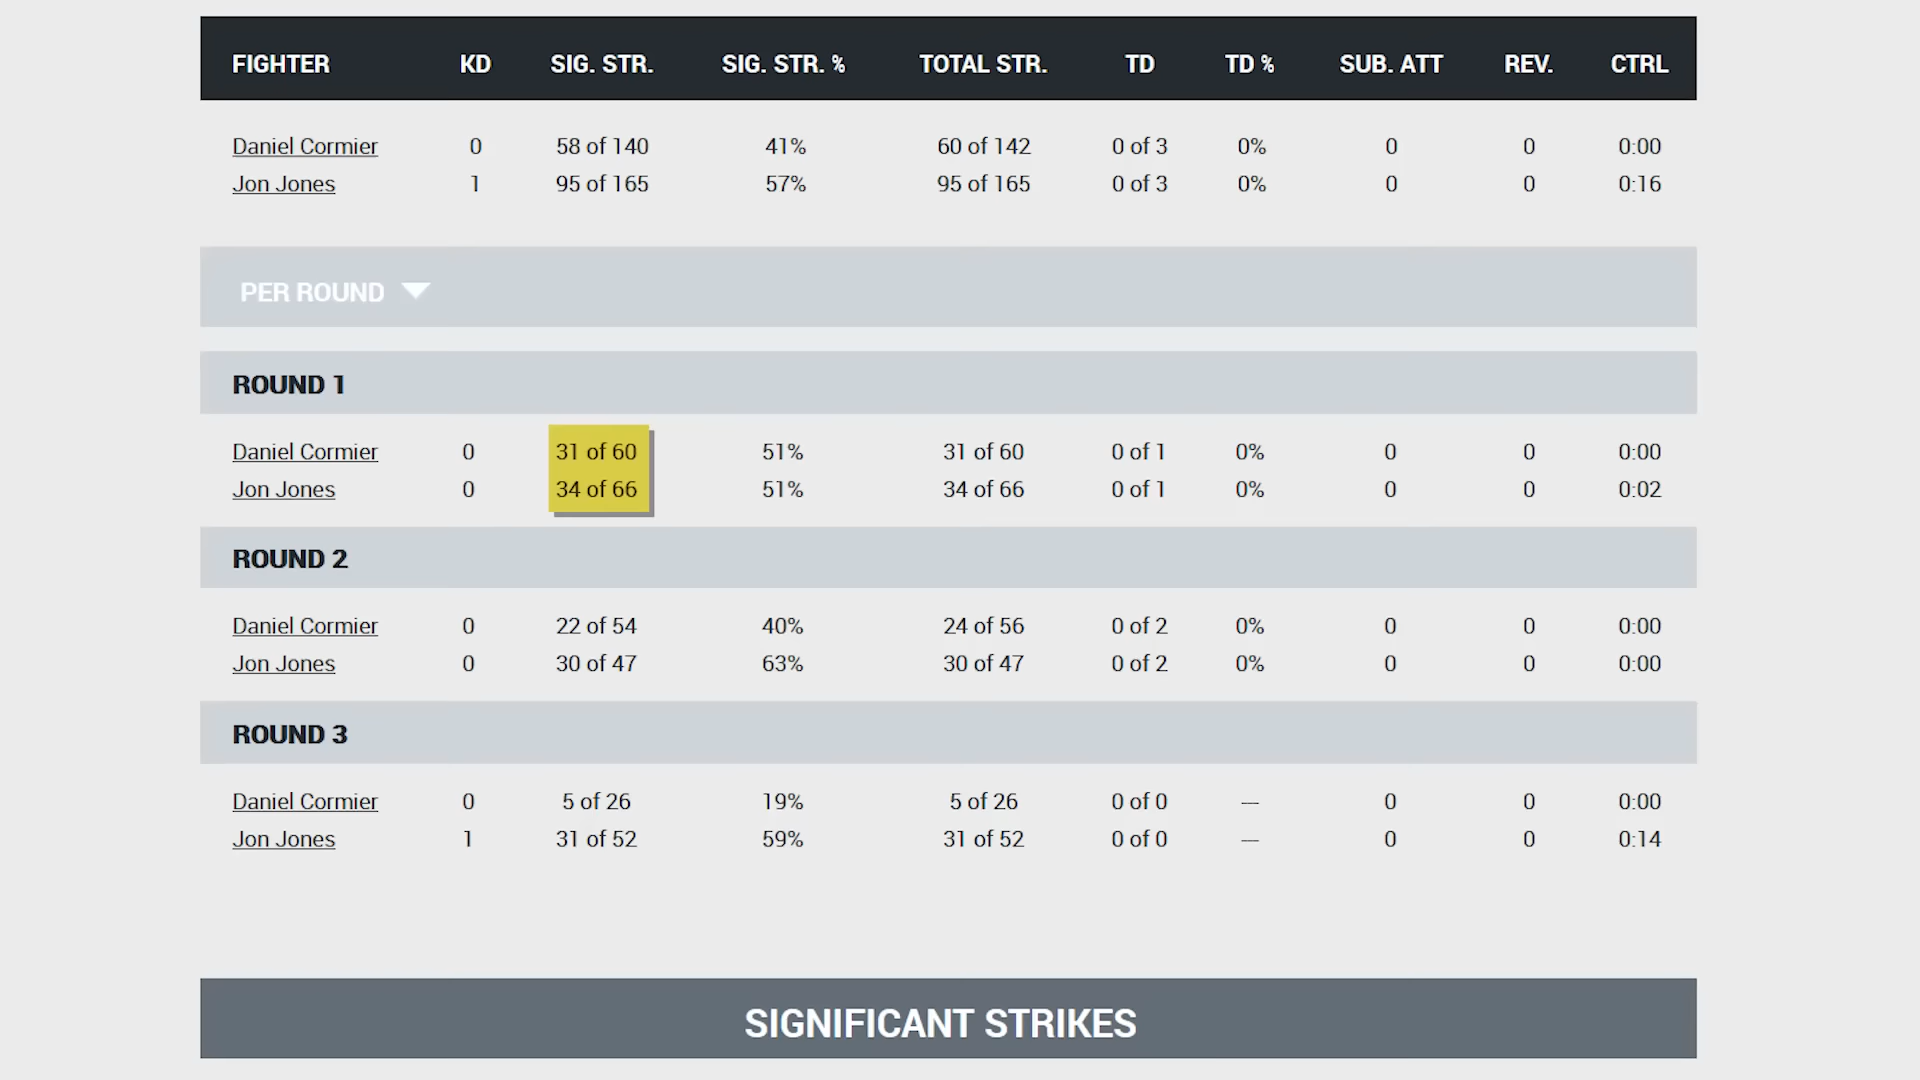 FIGHTER KD SIG. STR. SIG. STR. % TOTAL STR. TD TD % SUB. ATT REV. CTRL
Daniel Cormier 0 58 of 140 41% 60 of 142 0 of 3 0% 0 0 0:00
Jon Jones 1 95 of 165 57% 95 of 165 0 of 3 0% 0 0 0:16
PER ROUND
ROUND 1
Daniel Cormier 0 31 of 60 51% 31 of 60 0 of 1 0% 0 0 0:00
Jon Jones 0 34 of 66 51% 34 of 66 0 of 1 0% 0 0 0:02
ROUND 2
Daniel Cormier 0 22 of 54 40% 24 of 56 0 of 2 0% 0 0 0:00
Jon Jones 0 30 of 47 63% 30 of 47 0 of 2 0% 0 0 0:00
ROUND 3
Daniel Cormier 0 5 of 26 19% 5 of 26 0 of 0 --- 0 0 0:00
Jon Jones 1 31 of 52 59% 31 of 52 0 of 0 --- 0 0 0:14
SIGNIFICANT STRIKES